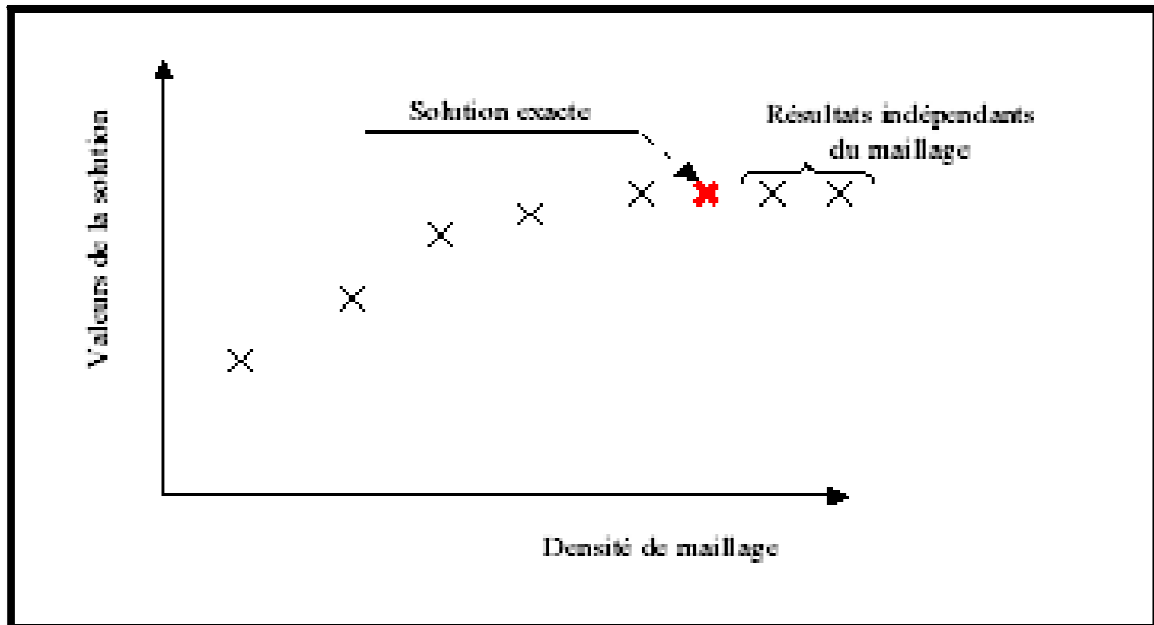 Solution exacte
Résultats indépendants
du maillage
Valeurs de la solution
Densité de maillage